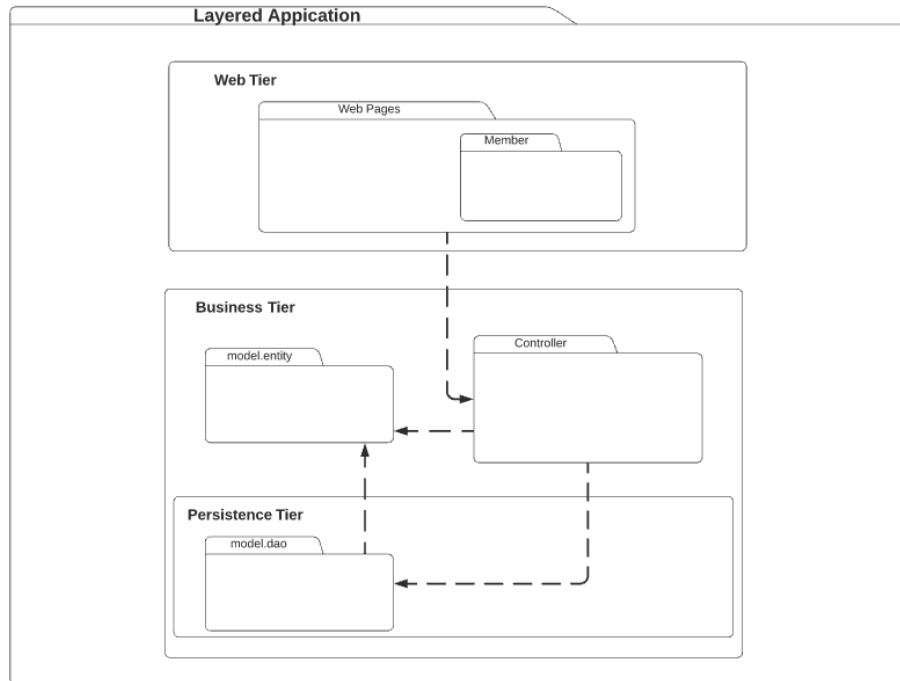 Layered Appication
Web Tier
Web Pages
Member
Business Tier
model.entity
Controller
Persistence Tier
model.dao